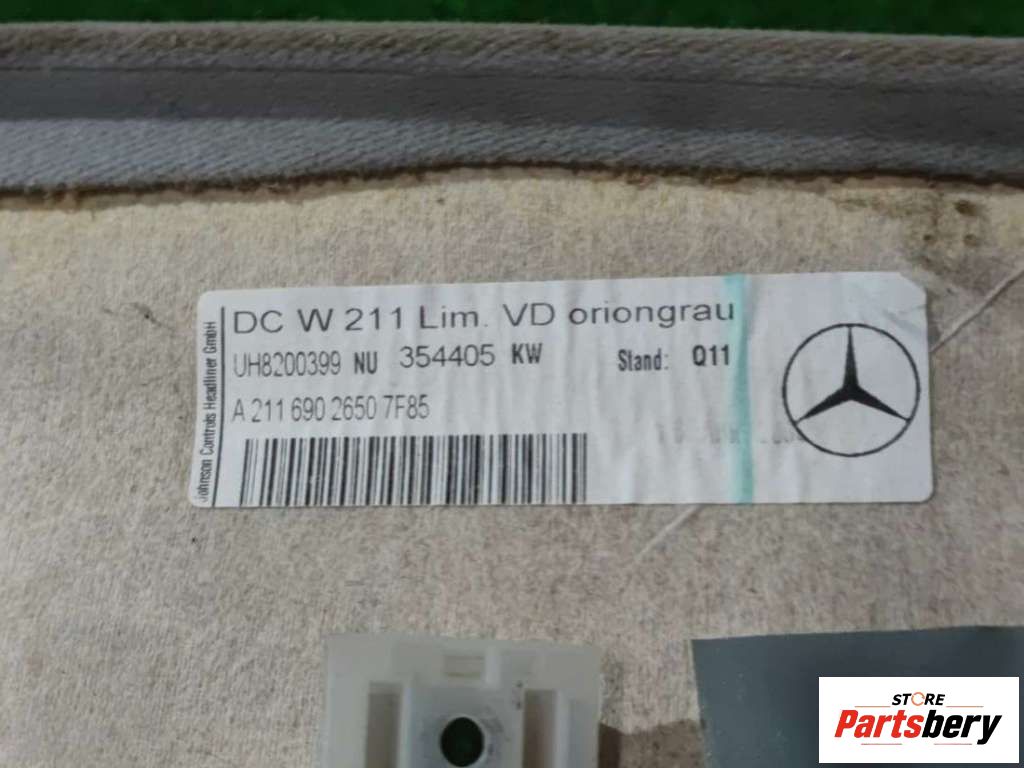 Johnson Controls Headliner GmbH
DC W 211 Lim. VD oriongrau
UH8200399 NU 354405 KW Stand: Q11
A 211 690 2650 7F85
STORE
Partsbery